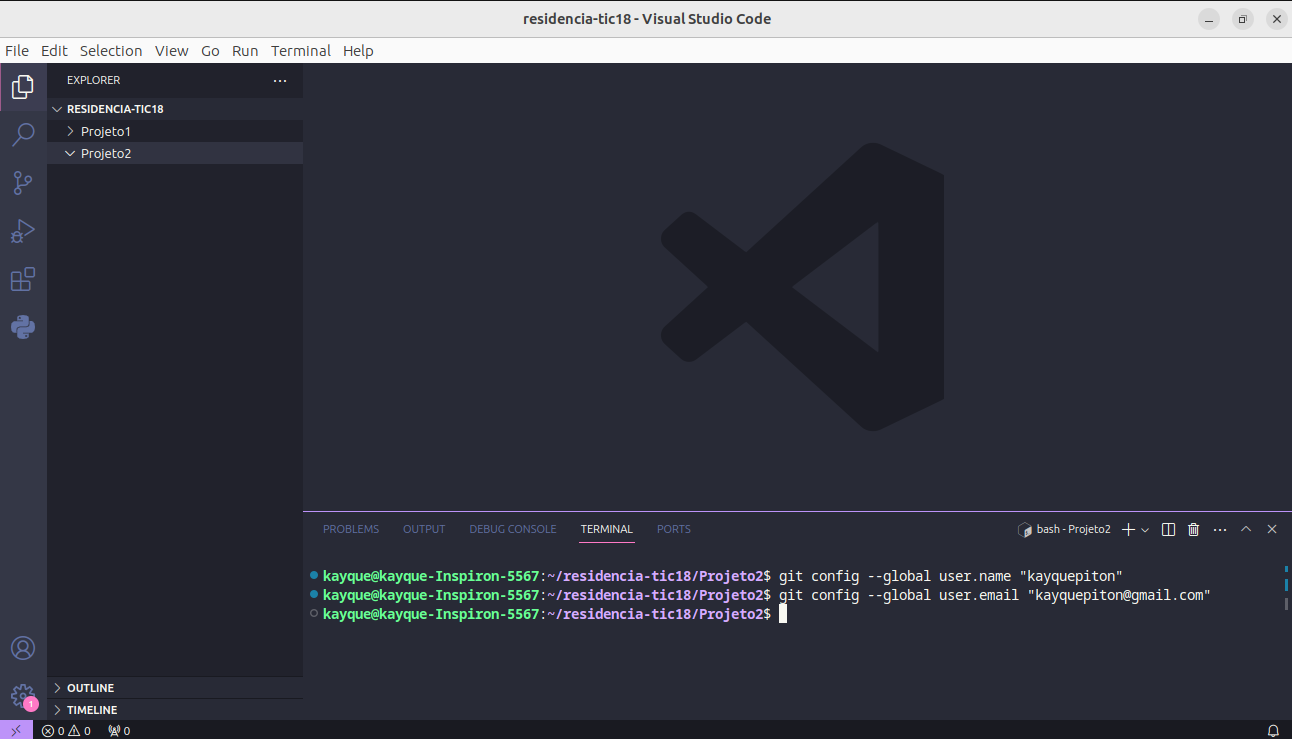 residencia-tic18 - Visual Studio Code
File Edit Selection View Go Run Terminal Help
EXPLORER
RESIDENCIA-TIC18
Projeto1
Projeto2
PROBLEMS OUTPUT DEBUG CONSOLE TERMINAL PORTS
bash - Projeto2
kayque@kayque-Inspiron-5567:~/residencia-tic18/Projeto2$ git config --global user.name "kayquepiton"
kayque@kayque-Inspiron-5567:~/residencia-tic18/Projeto2$ git config --global user.email "kayquepiton@gmail.com"
kayque@kayque-Inspiron-5567:~/residencia-tic18/Projeto2$
OUTLINE
1
TIMELINE
0 0 0